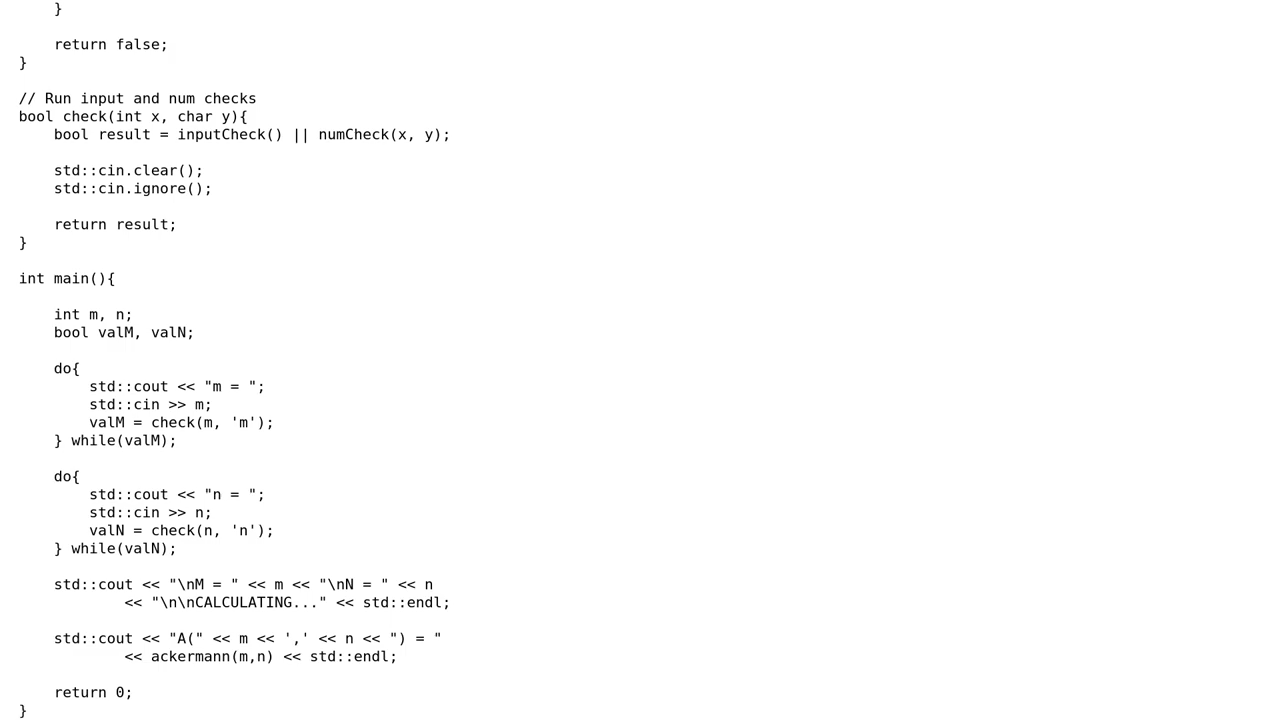 }

    return false;
}

// Run input and num checks
bool check(int x, char y){
    bool result = inputCheck() || numCheck(x, y);

    std::cin.clear();
    std::cin.ignore();

    return result;
}

int main(){

    int m, n;
    bool valM, valN;

    do{
        std::cout << "m = ";
        std::cin >> m;
        valM = check(m, 'm');
    } while(valM);

    do{
        std::cout << "n = ";
        std::cin >> n;
        valN = check(n, 'n');
    } while(valN);

    std::cout << "\nM = " << m << "\nN = " << n
            << "\n\nCALCULATING..." << std::endl;

    std::cout << "A(" << m << ',' << n << ") = "
            << ackermann(m,n) << std::endl;

    return 0;
}